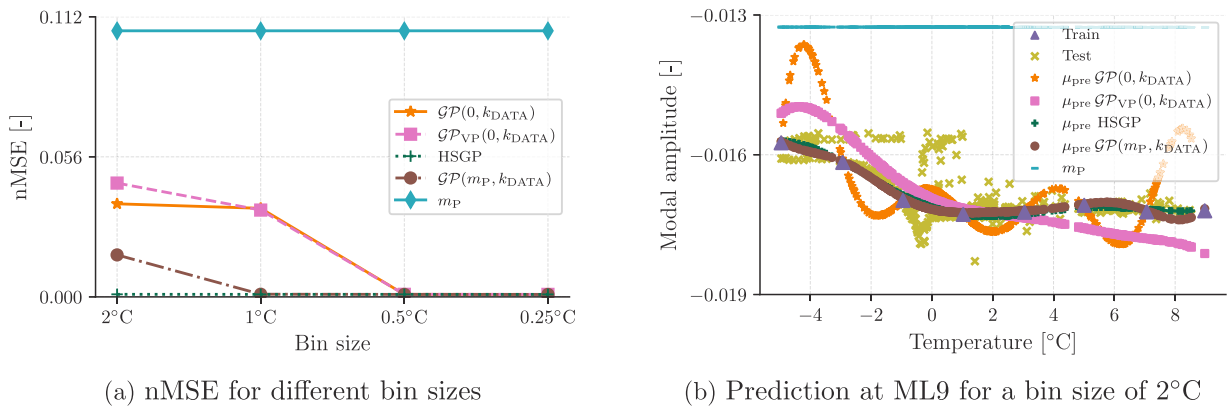 0.112
0.056
0.000
nMSE [-]
GP(0, k_DATA)
GP_VP(0, k_DATA)
HSGP
GP(m_P, k_DATA)
m_P
2°C 1°C 0.5°C 0.25°C
Bin size
(a) nMSE for different bin sizes
−0.013
−0.016
−0.019
Modal amplitude [-]
Train
Test
μ_pre GP(0, k_DATA)
μ_pre GP_VP(0, k_DATA)
μ_pre HSGP
μ_pre GP(m_P, k_DATA)
m_P
−4 −2 0 2 4 6 8
Temperature [°C]
(b) Prediction at ML9 for a bin size of 2°C